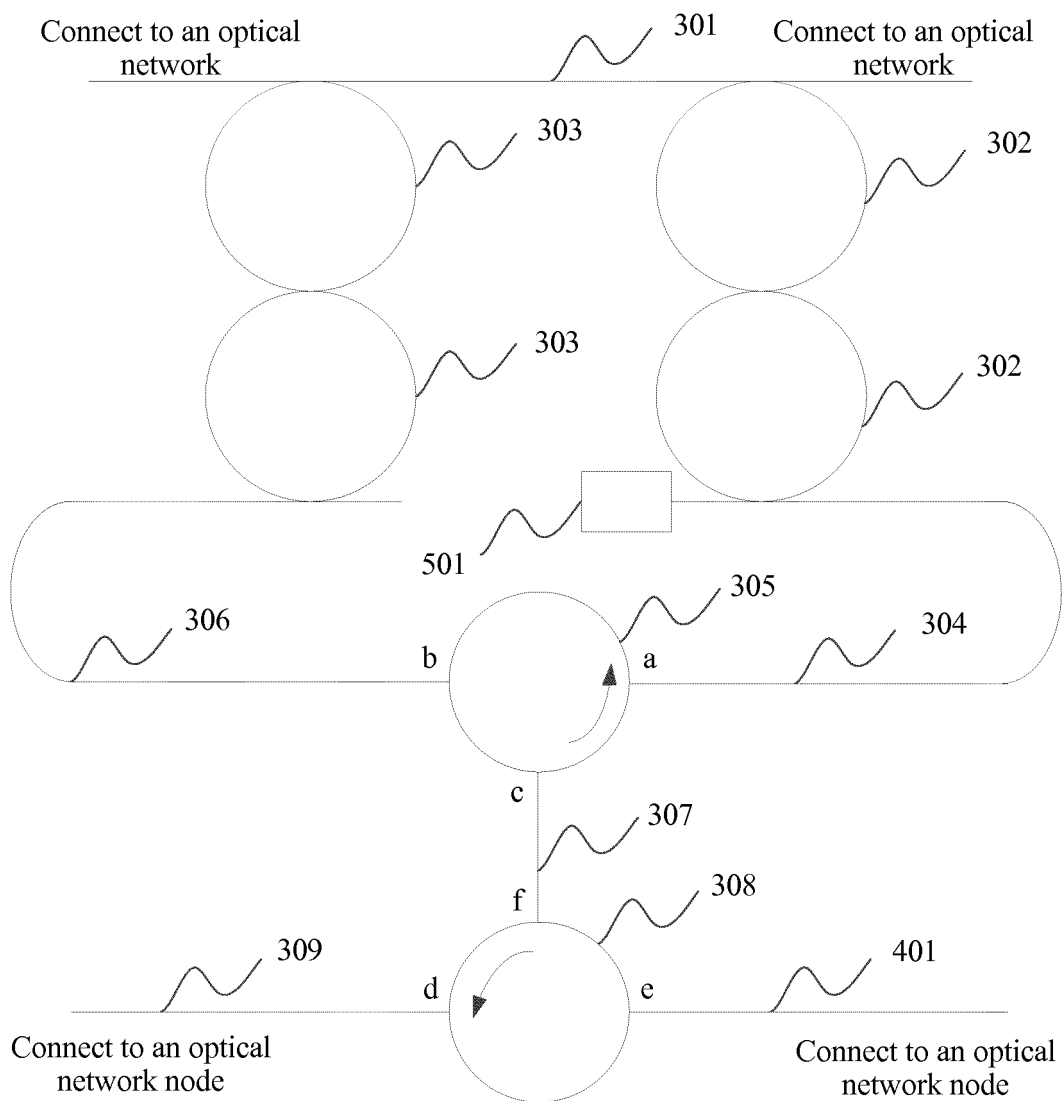 Connect to an optical
network
301
Connect to an optical
network
303
302
303
302
501
305
306
304
b
a
c
307
f
308
309
401
d
e
Connect to an optical
network node
Connect to an optical
network node